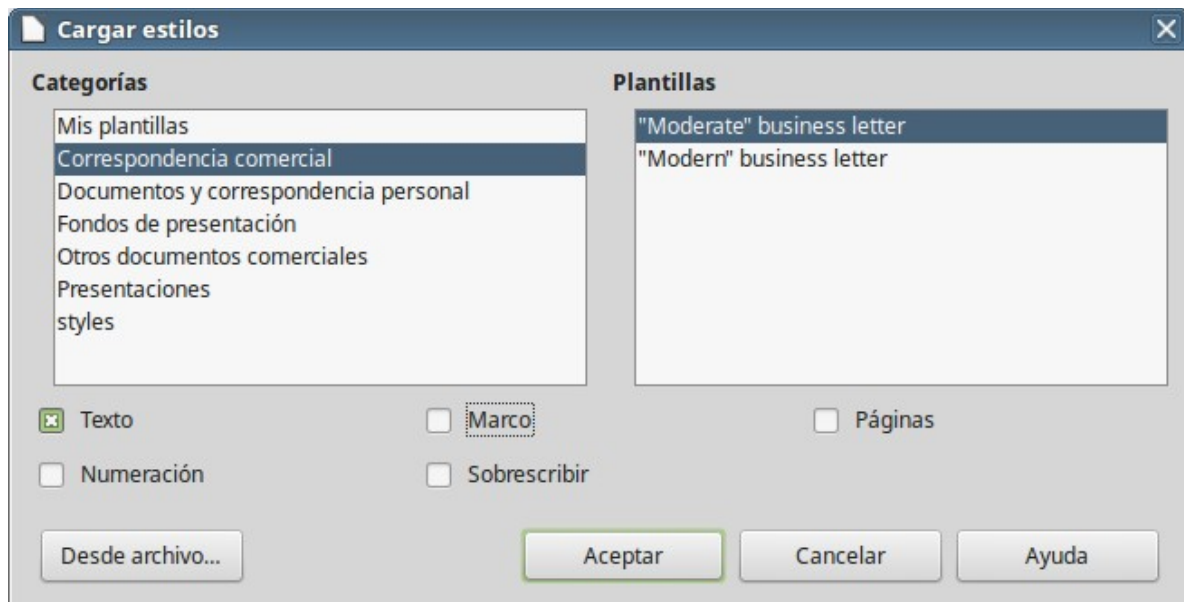 Cargar estilos
Categorías
Mis plantillas
Correspondencia comercial
Documentos y correspondencia personal
Fondos de presentación
Otros documentos comerciales
Presentaciones
styles
Plantillas
"Moderate" business letter
"Modern" business letter
Texto
Marco
Páginas
Numeración
Sobrescribir
Desde archivo...
Aceptar
Cancelar
Ayuda